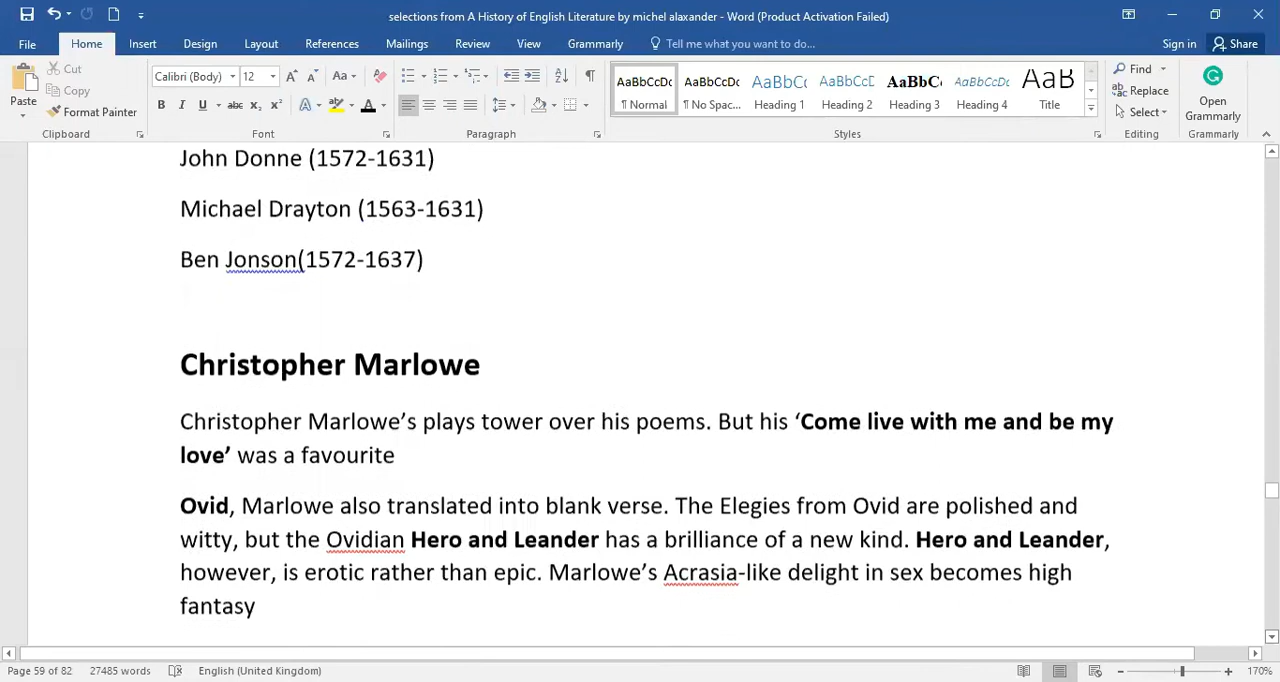 selections from A History of English Literature by michel alaxander - Word (Product Activation Failed)
File Home Insert Design Layout References Mailings Review View Grammarly Tell me what you want to do... Sign in Share
Paste
Cut
Copy
Format Painter
Clipboard
Calibri (Body) 12
Font
Paragraph
AaBbCcDc ¶ Normal
AaBbCcDc ¶ No Spac...
AaBbC( Heading 1
AaBbCcE Heading 2
AaBbC Heading 3
AaBbCcDc Heading 4
AaB Title
Styles
Find
Replace
Select
Editing
Open Grammarly
Grammarly
John Donne (1572-1631)
Michael Drayton (1563-1631)
Ben Jonson(1572-1637)
Christopher Marlowe
Christopher Marlowe’s plays tower over his poems. But his ‘Come live with me and be my
love’ was a favourite
Ovid, Marlowe also translated into blank verse. The Elegies from Ovid are polished and
witty, but the Ovidian Hero and Leander has a brilliance of a new kind. Hero and Leander,
however, is erotic rather than epic. Marlowe’s Acrasia-like delight in sex becomes high
fantasy
Page 59 of 82 27485 words English (United Kingdom) 170%